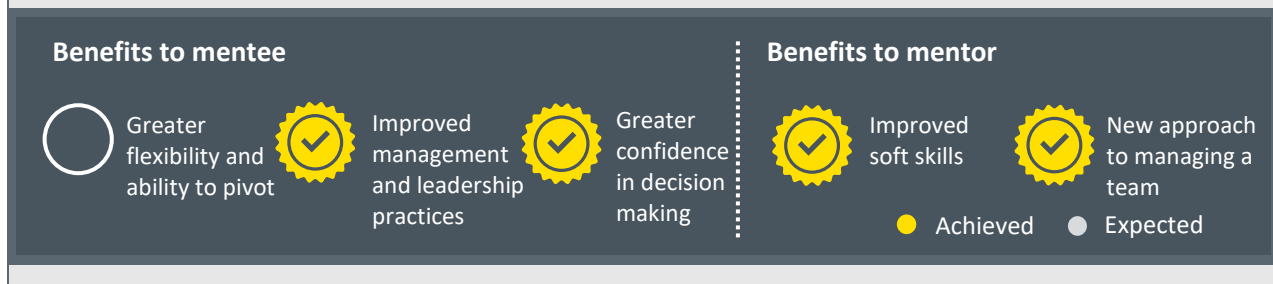 Benefits to mentee
Greater
flexibility and
ability to pivot
Improved
management
and leadership
practices
Greater
confidence
in decision
making
Benefits to mentor
Improved
soft skills
New approach
to managing a
team
Achieved
Expected